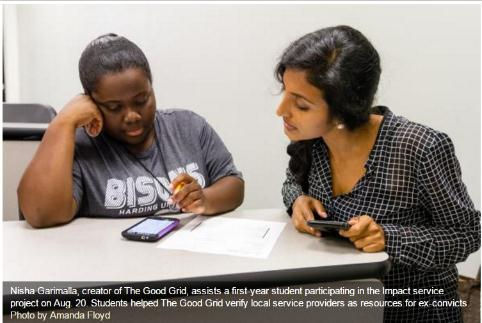 BISONS
HARDING UN
Nisha Garimalla, creator of The Good Grid, assists a first-year student participating in the Impact service
project on Aug. 20. Students helped The Good Grid verify local service providers as resources for ex-convicts.
Photo by Amanda Floyd